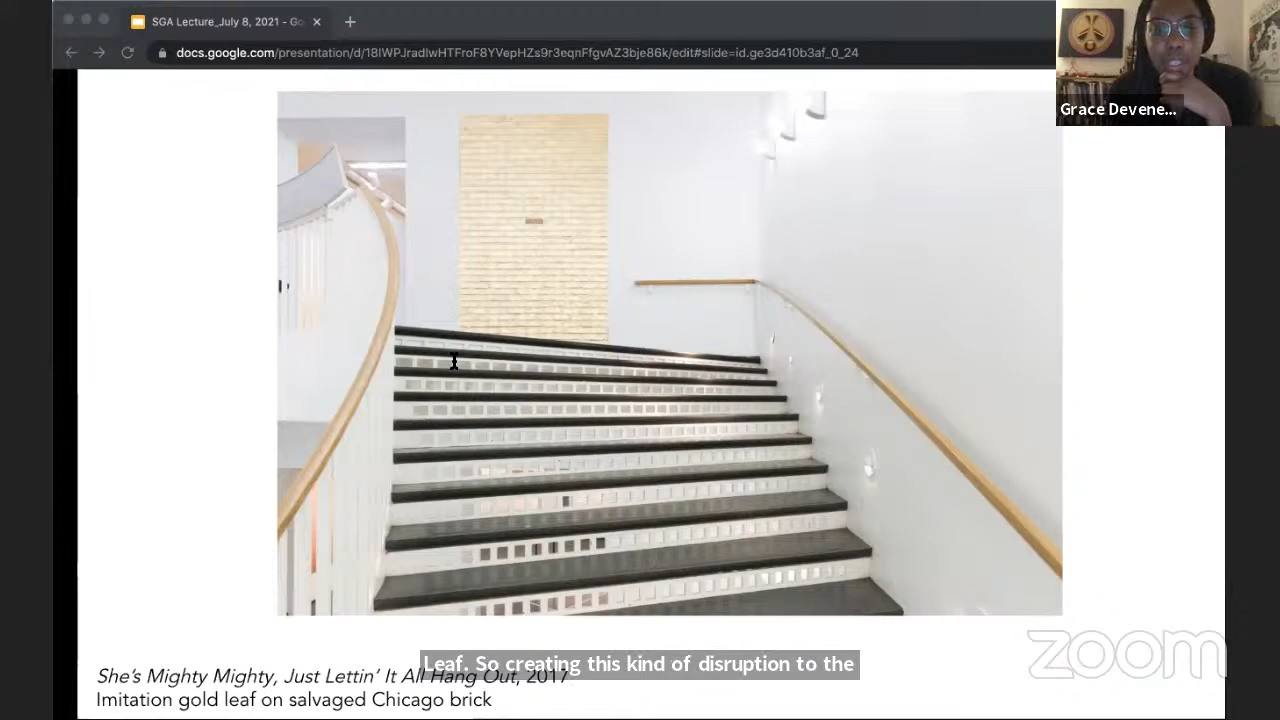 SGA Lecture_July 8, 2021 - Go
docs.google.com/presentation/d/18IWPJradIwHTFroF8YVepHZs9r3eqnFfgvAZ3bje86k/edit#slide=id.ge3d410b3af_0_24
Grace Devene...
Leaf. So creating this kind of disruption to the
She's Mighty Mighty, Just Lettin' It All Hang Out, 2017
Imitation gold leaf on salvaged Chicago brick
zoom